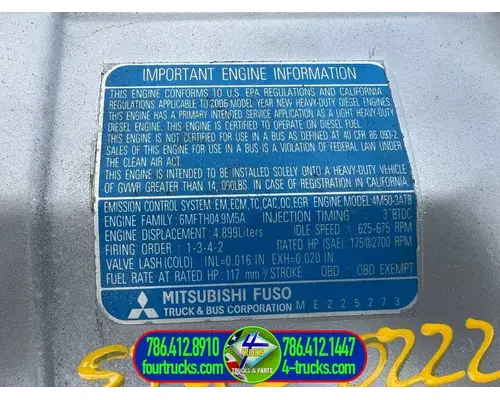 IMPORTANT ENGINE INFORMATION
THIS ENGINE CONFORMS TO U.S. EPA REGULATIONS AND CALIFORNIA
REGULATIONS APPLICABLE TO 2006 MODEL YEAR NEW HEAVY-DUTY DIESEL ENGINES.
THIS ENGINE HAS A PRIMARY INTENDED SERVICE APPLICATION AS A LIGHT HEAVY-DUTY
DIESEL ENGINE. THIS ENGINE IS CERTIFIED TO OPERATE ON DIESEL FUEL.
THIS ENGINE IS NOT CERTIFIED FOR USE IN A BUS AS DEFINED AT 40 CFR 86 093-2.
SALES OF THIS ENGINE FOR USE IN A BUS IS A VIOLATION OF FEDERAL LAW UNDER
THE CLEAN AIR ACT.
THIS ENGINE IS INTENDED TO BE INSTALLED SOLELY ONTO A HEAVY-DUTY VEHICLE
OF GVWR GREATER THAN 14,000LBS IN CASE OF REGISTRATION IN CALIFORNIA.
EMISSION CONTROL SYSTEM EM,ECM,TC,CAC,OC,EGR ENGINE MODEL 4M50-3AT8
ENGINE FAMILY : 6MFTH04.9M5A INJECTION TIMING 3°BTDC
DISPLACEMENT : 4.899Liters IDLE SPEED : 625-675 RPM
FIRING ORDER : 1-3-4-2 RATED HP (SAE) : 175@2700 RPM
VALVE LASH(COLD) : INL=0.016 IN. EXH=0.020 IN.
FUEL RATE AT RATED HP : 117 mm³/STROKE OBD : OBD EXEMPT
MITSUBISHI FUSO
TRUCK & BUS CORPORATION ME225273
786.412.8910 4 786.412.1447
TRUCKS
fourtrucks.com & PARTS 4-trucks.com